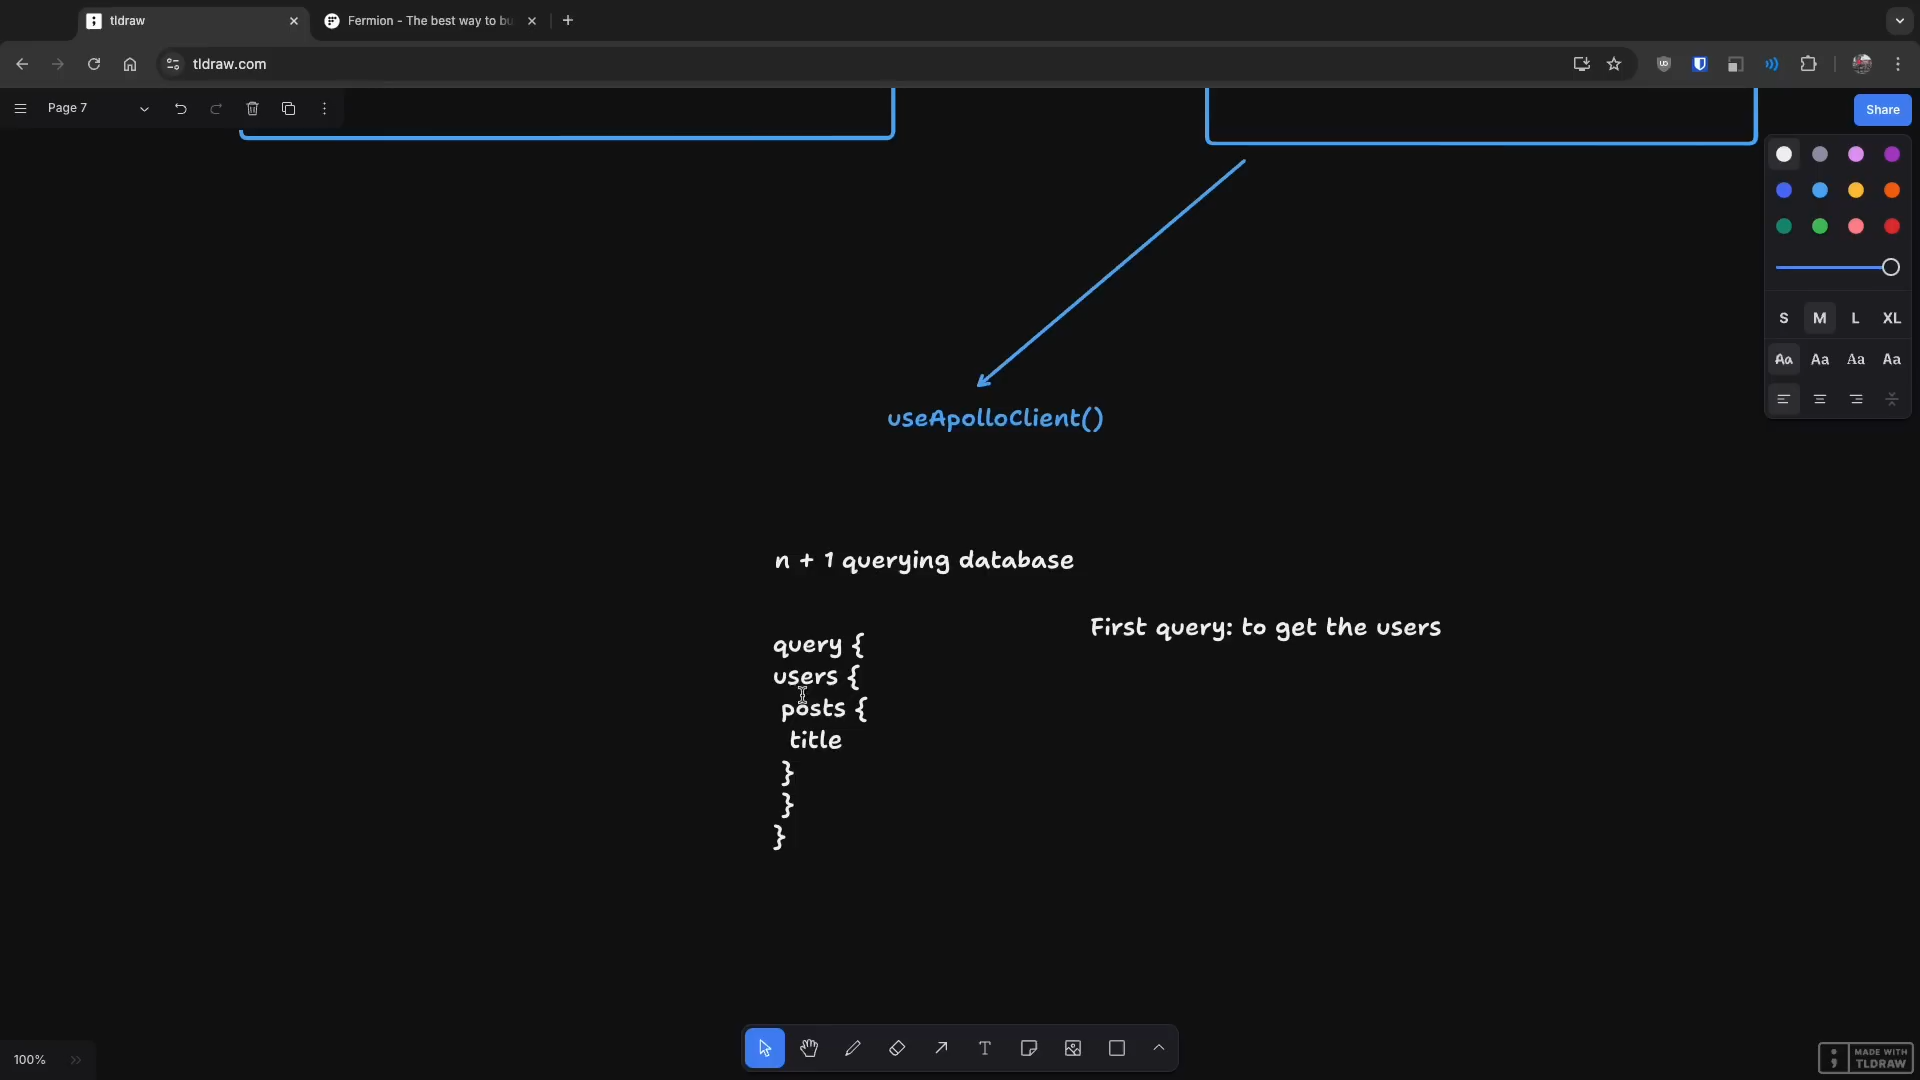 tldraw
Fermion - The best way to bu
tldraw.com
Page 7
Share
S M L XL
Aa Aa Aa Aa
useApolloClient()
n + 1 querying database
First query: to get the users
query {
users {
posts {
title
}
}
}
100%
MADE WITH
TLDRAW